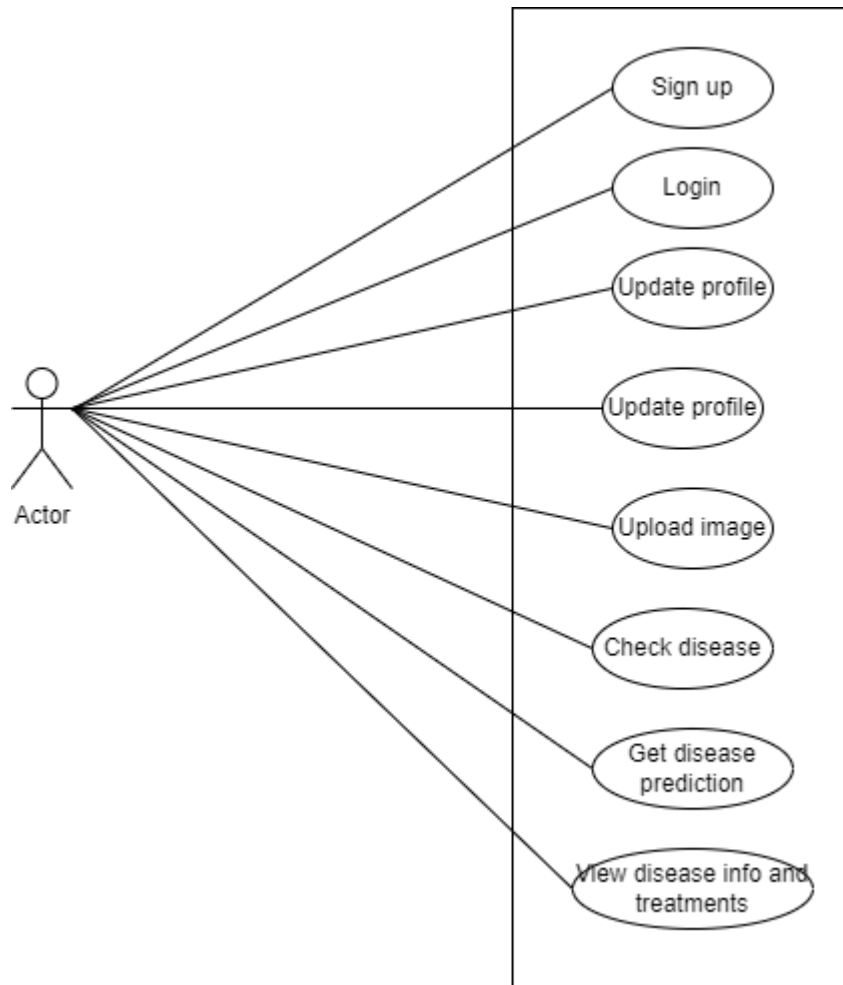 Sign up
Login
Update profile
Update profile
Actor
Upload image
Check disease
Get disease
prediction
View disease info and
treatments